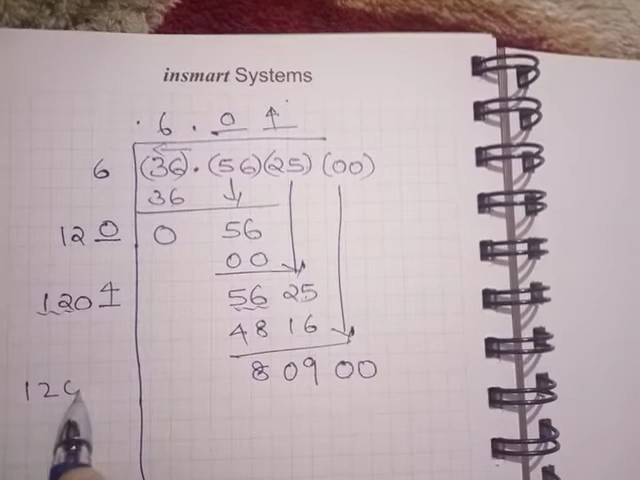 insmart Systems
· 6 . 0 4
6 (36) . (56)(25)(00)
36
120 0 56
00
1204 56 25
48 16
8 09 00
120